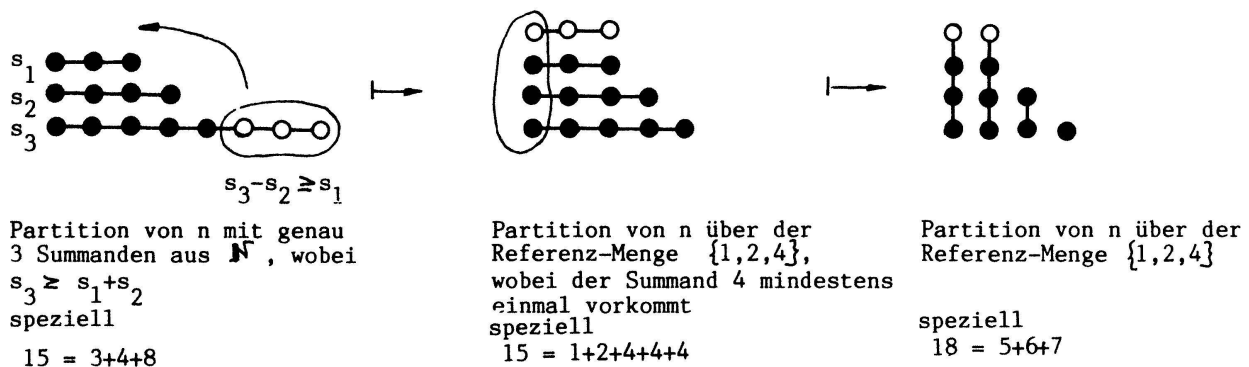 s1
s2
s3
s3-s2 ≥ s1
Partition von n mit genau
3 Summanden aus ℕ, wobei
s3 ≥ s1+s2
speziell
15 = 3+4+8
Partition von n über der
Referenz-Menge {1,2,4},
wobei der Summand 4 mindestens
einmal vorkommt
speziell
15 = 1+2+4+4+4
Partition von n über der
Referenz-Menge {1,2,4}
speziell
18 = 5+6+7